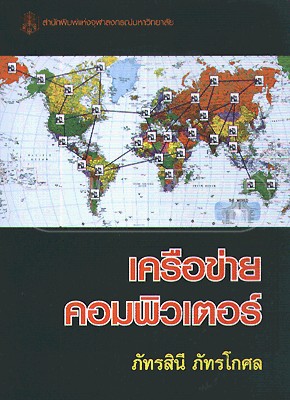 สำนักพิมพ์แห่งจุฬาลงกรณ์มหาวิทยาลัย
เครือข่าย
คอมพิวเตอร์
ภัทรสินี ภัทรโกศล